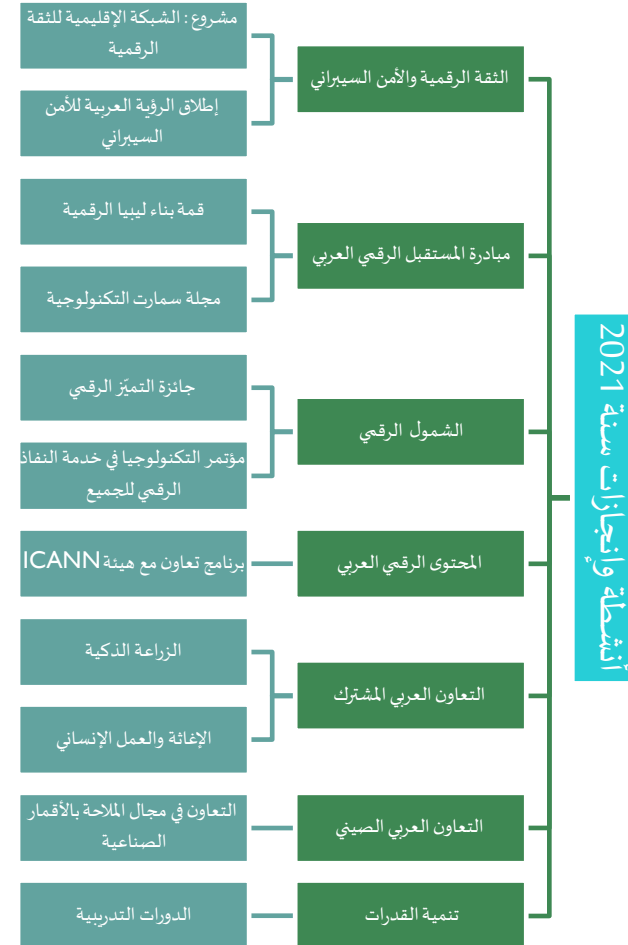 أنشطة وإنجازات سنة 2021
الثقة الرقمية والأمن السيبراني
مشروع: الشبكة الإقليمية للثقة
الرقمية
إطلاق الرؤية العربية للأمن
السيبراني
مبادرة المستقبل الرقمي العربي
قمة بناء ليبيا الرقمية
مجلة سمارت التكنولوجية
الشمول الرقمي
جائزة التميّز الرقمي
مؤتمر التكنولوجيا في خدمة النفاذ
الرقمي للجميع
المحتوى الرقمي العربي
برنامج تعاون مع هيئة ICANN
التعاون العربي المشترك
الزراعة الذكية
الإغاثة والعمل الإنساني
التعاون العربي الصيني
التعاون في مجال الملاحة بالأقمار
الصناعية
تنمية القدرات
الدورات التدريبية